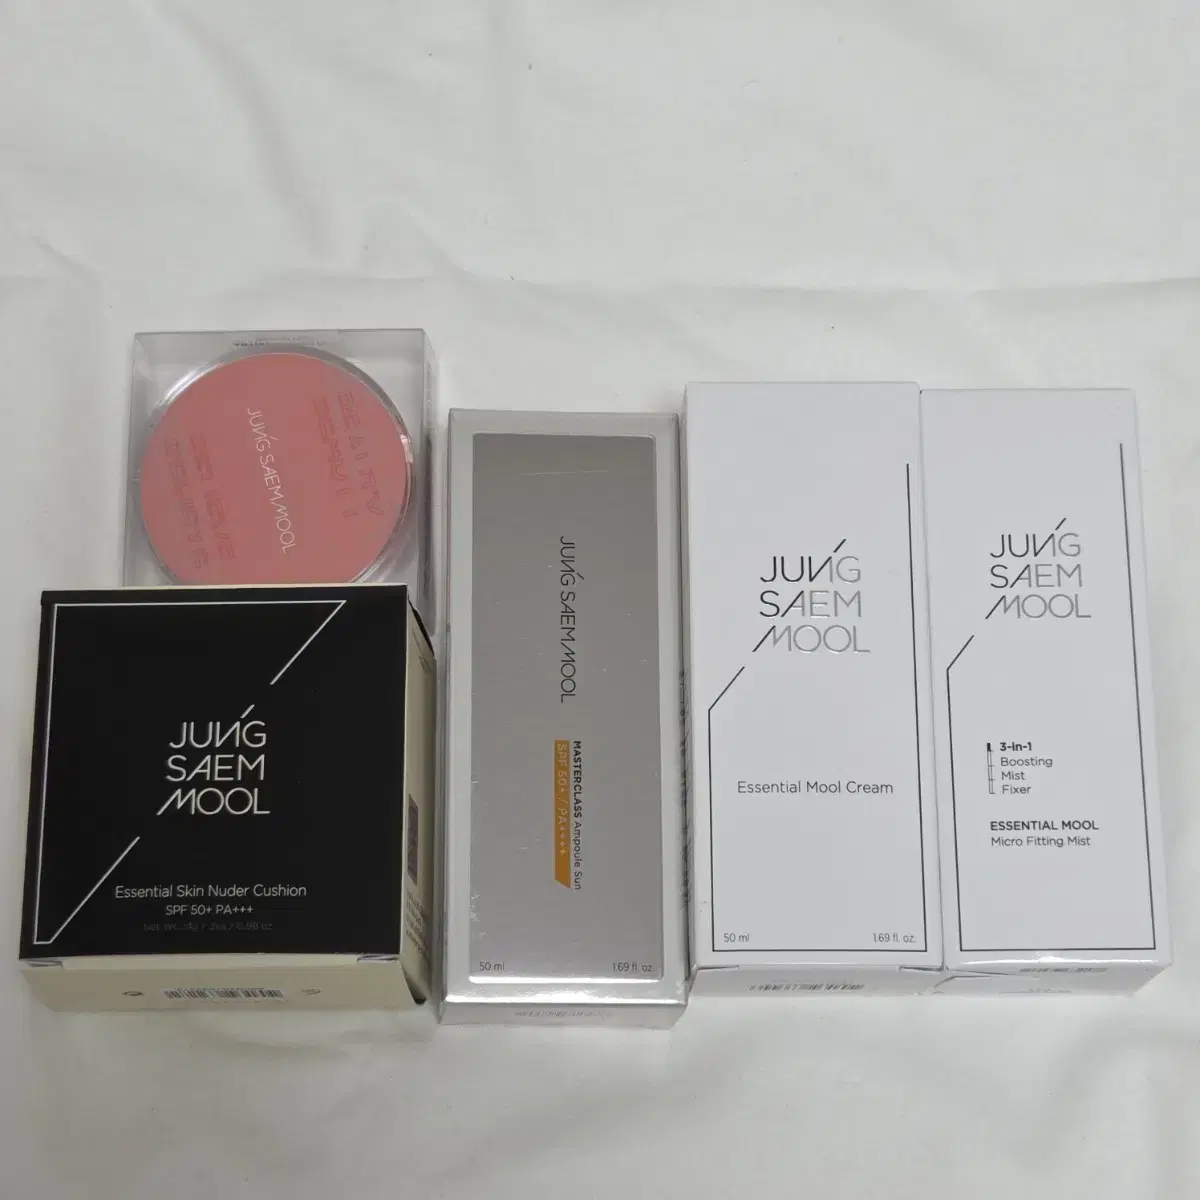 JUNG SAEM MOOL
JUNG
SAEM
MOOL
Essential Skin Nuder Cushion
SPF 50+ PA+++
JUNG SAEM MOOL
MASTERCLASS Ampoule Sun
SPF 50+ / PA++++
50 ml 1.69 fl. oz.
JUNG
SAEM
MOOL
Essential Mool Cream
50 ml 1.69 fl. oz.
JUNG
SAEM
MOOL
3-in-1
Boosting
Mist
Fixer
ESSENTIAL MOOL
Micro Fitting Mist